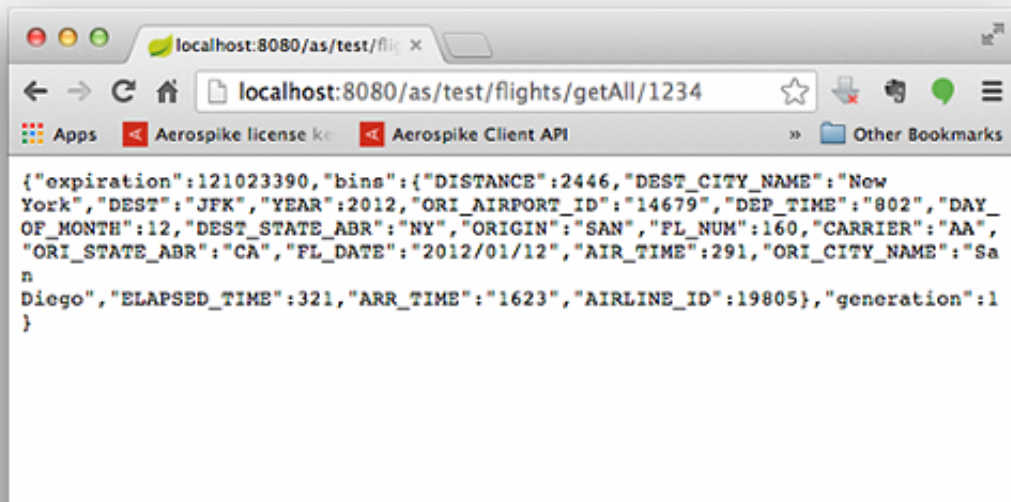 localhost:8080/as/test/flig
localhost:8080/as/test/flights/getAll/1234
Apps Aerospike license ke Aerospike Client API » Other Bookmarks
{"expiration":121023390,"bins":{"DISTANCE":2446,"DEST_CITY_NAME":"New
York","DEST":"JFK","YEAR":2012,"ORI_AIRPORT_ID":"14679","DEP_TIME":"802","DAY_
OF_MONTH":12,"DEST_STATE_ABR":"NY","ORIGIN":"SAN","FL_NUM":160,"CARRIER":"AA",
"ORI_STATE_ABR":"CA","FL_DATE":"2012/01/12","AIR_TIME":291,"ORI_CITY_NAME":"Sa
n
Diego","ELAPSED_TIME":321,"ARR_TIME":"1623","AIRLINE_ID":19805},"generation":1
}